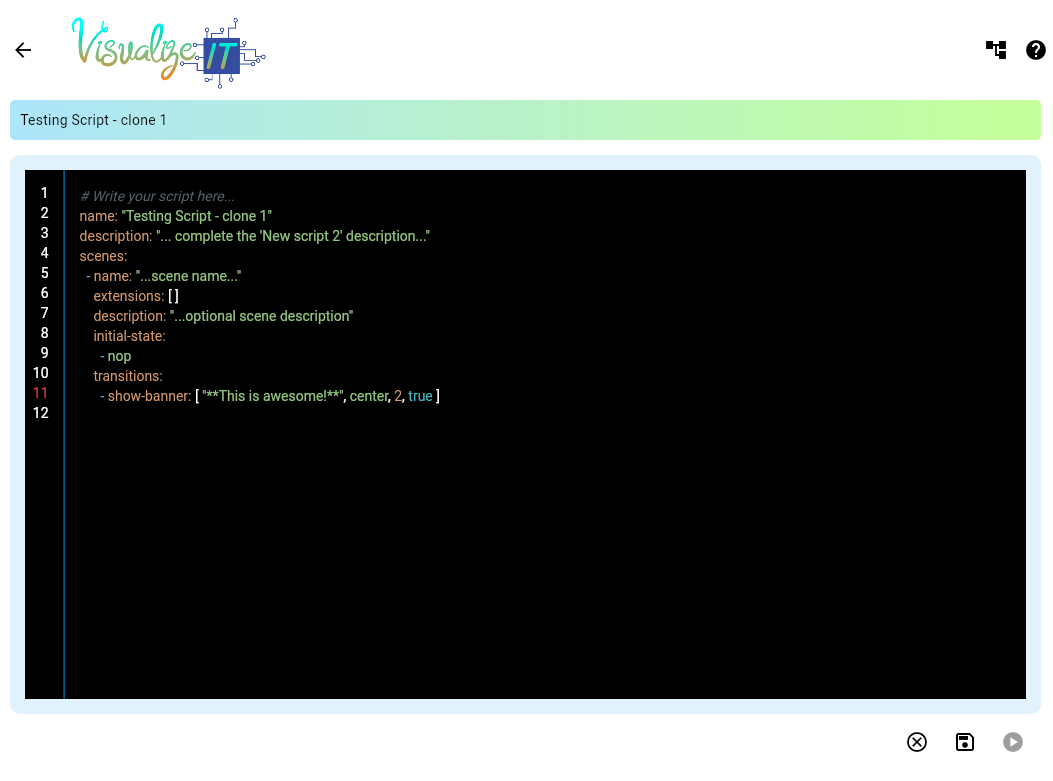 Visualize IT
Testing Script - clone 1
1 # Write your script here...
2 name: "Testing Script - clone 1"
3 description: "... complete the 'New script 2' description..."
4 scenes:
5 - name: "...scene name..."
6 extensions: [ ]
7 description: "...optional scene description"
8 initial-state:
9 - nop
10 transitions:
11 - show-banner: [ "**This is awesome!**", center, 2, true ]
12